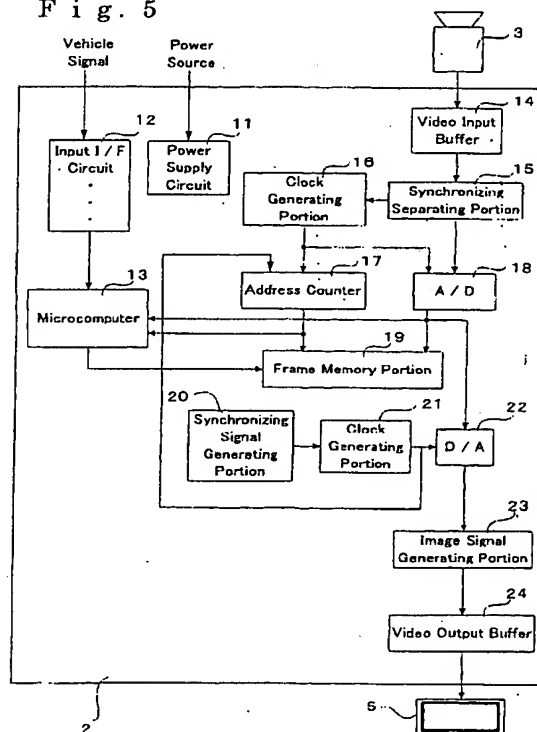 Fig. 5
Vehicle
Signal
Power
Source
3
12
Input I/F
Circuit
11
Power
Supply
Circuit
14
Video Input
Buffer
16
Clock
Generating
Portion
15
Synchronizing
Separating Portion
13
Microcomputer
17
Address Counter
18
A/D
19
Frame Memory Portion
20
Synchronizing
Signal
Generating
Portion
21
Clock
Generating
Portion
22
D/A
23
Image Signal
Generating Portion
24
Video Output Buffer
2
5